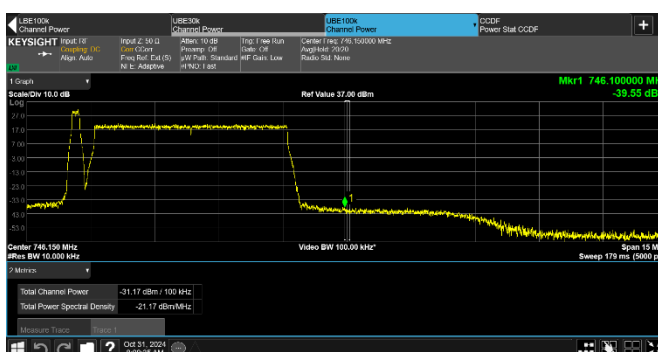 LBE100k
Channel Power
UBE30k
Channel Power
UBE100k
Channel Power
CCDF
Power Stat CCDF
KEYSIGHT
Input: RF
Coupling: DC
Align: Auto
Input Z: 50 Ω
Corr CCorr
Freq Ref: Ext (S)
NFE: Adaptive
Atten: 10 dB
Preamp: Off
µW Path: Standard
#PNO: Fast
Trig: Free Run
Gate: Off
#IF Gain: Low
Center Freq: 746.150000 MHz
Avg|Hold: 20/20
Radio Std: None
1 Graph
Scale/Div 10.0 dB
Ref Value 37.00 dBm
Mkr1 746.100000 MH
-39.55 dB
Log
27.0
17.0
7.00
-3.00
-13.0
-23.0
-33.0
-43.0
-53.0
1
Center 746.150 MHz
#Res BW 10.000 kHz
Video BW 100.00 kHz*
Span 15 M
Sweep 179 ms (5000 p
2 Metrics
Total Channel Power
-31.17 dBm / 100 kHz
Total Power Spectral Density
-21.17 dBm/MHz
Measure Trace
Trace 1
Oct 31, 2024